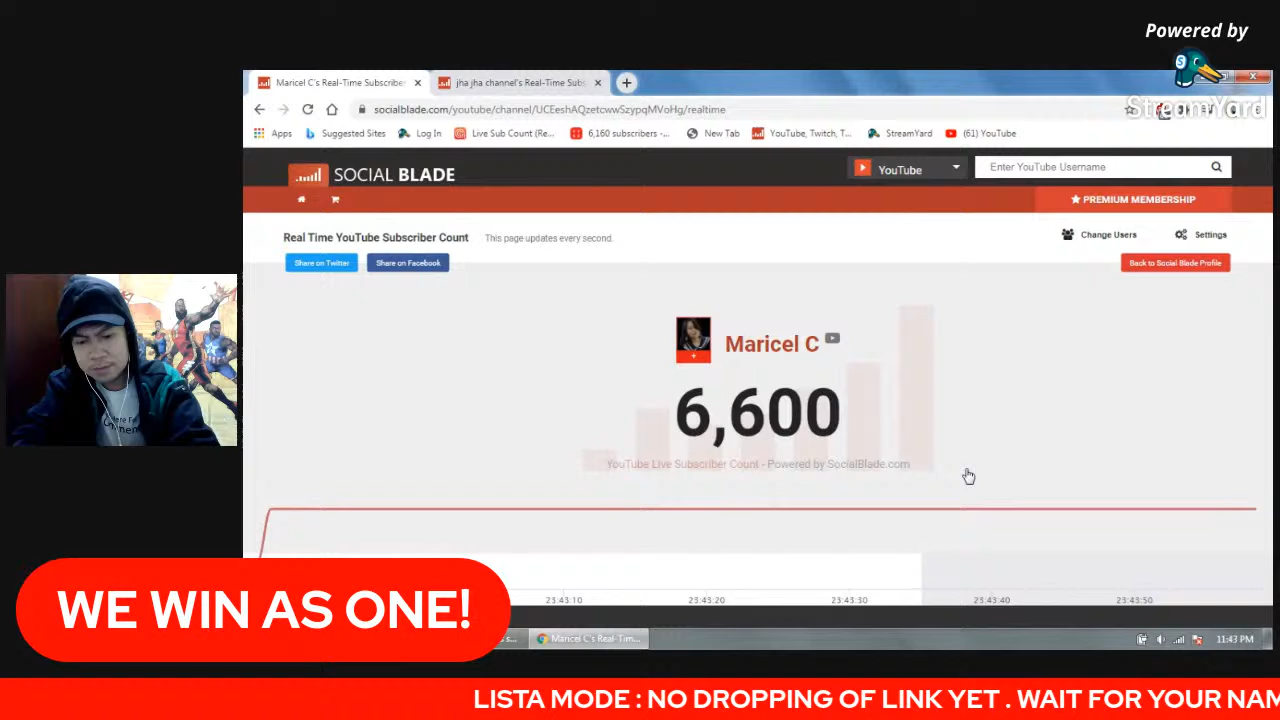 Powered by
StreamYard
Maricel C's Real-Time Subscriber
jha jha channel's Real-Time Subs
socialblade.com/youtube/channel/UCEeshAQzetcwwSzypqMVoHg/realtime
Apps
Suggested Sites
Log In
Live Sub Count (Re...
6,160 subscribers -...
New Tab
YouTube, Twitch, T...
StreamYard
(61) YouTube
SOCIAL BLADE
YouTube
Enter YouTube Username
PREMIUM MEMBERSHIP
Real Time YouTube Subscriber Count
This page updates every second.
Change Users
Settings
Share on Twitter
Share on Facebook
Back to Social Blade Profile
Maricel C
6,600
YouTube Live Subscriber Count - Powered by SocialBlade.com
23:43:10
23:43:20
23:43:30
23:43:40
23:43:50
WE WIN AS ONE!
Maricel C's Real-Tim...
11:43 PM
LISTA MODE : NO DROPPING OF LINK YET . WAIT FOR YOUR NAM